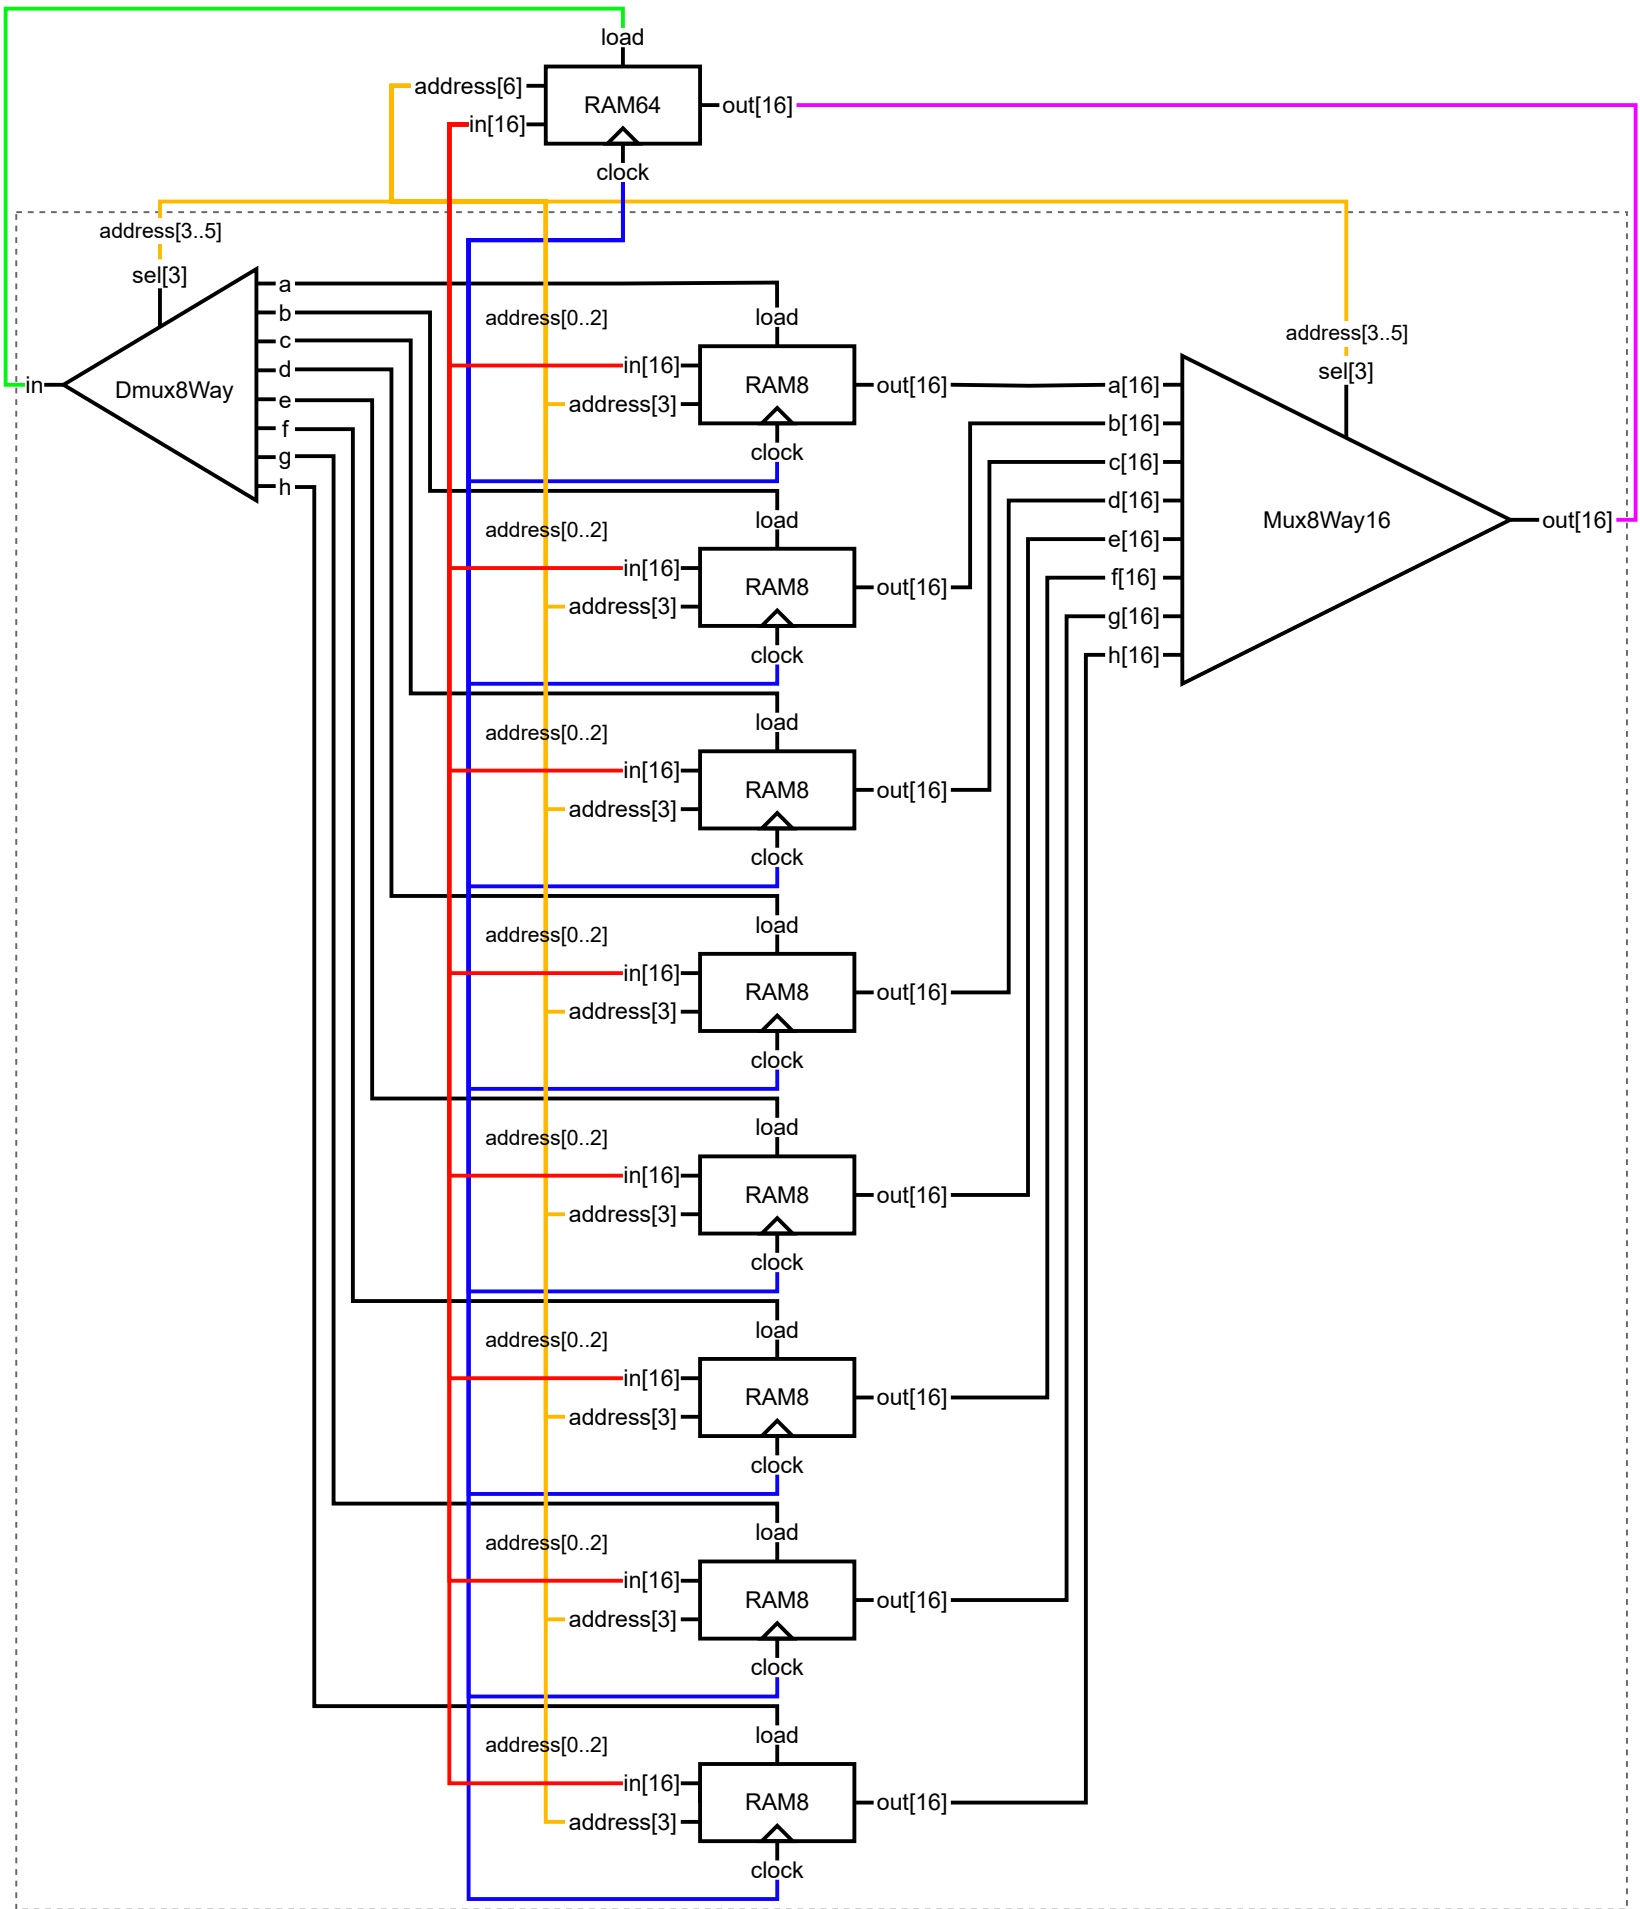 load
address[6]
RAM64
out[16]
in[16]
clock
address[3..5]
sel[3]
in
Dmux8Way
a
b
c
d
e
f
g
h
address[0..2]
load
in[16]
RAM8
out[16]
address[3]
clock
address[0..2]
load
in[16]
RAM8
out[16]
address[3]
clock
address[0..2]
load
in[16]
RAM8
out[16]
address[3]
clock
address[0..2]
load
in[16]
RAM8
out[16]
address[3]
clock
address[0..2]
load
in[16]
RAM8
out[16]
address[3]
clock
address[0..2]
load
in[16]
RAM8
out[16]
address[3]
clock
address[0..2]
load
in[16]
RAM8
out[16]
address[3]
clock
address[0..2]
load
in[16]
RAM8
out[16]
address[3]
clock
address[3..5]
sel[3]
a[16]
b[16]
c[16]
d[16]
e[16]
f[16]
g[16]
h[16]
Mux8Way16
out[16]